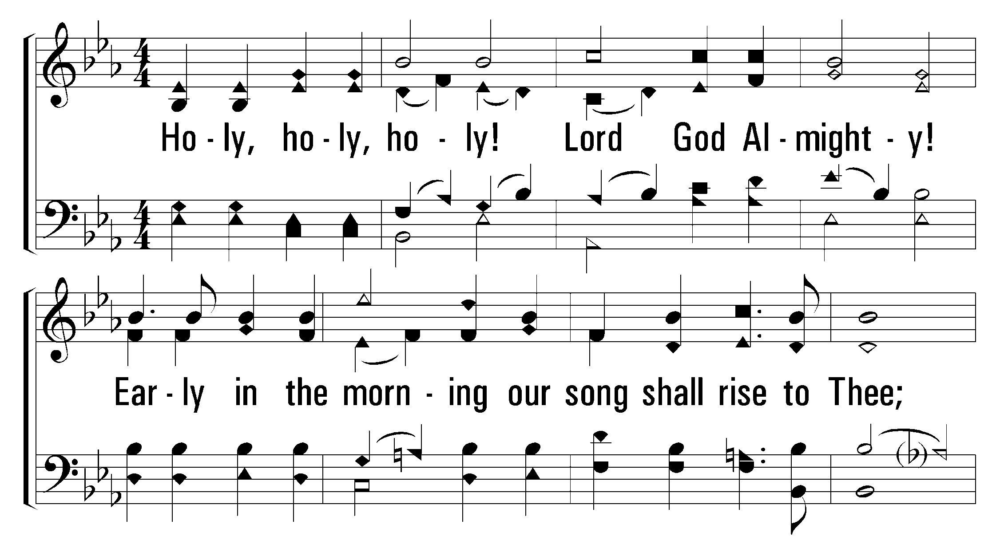 Ho - ly, ho - ly, ho - ly! Lord God Al - might - y!
Ear - ly in the morn - ing our song shall rise to Thee;